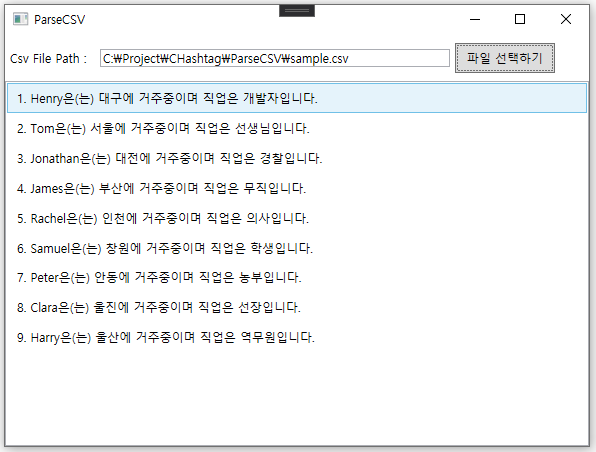 ParseCSV
Csv File Path : C:₩Project₩CHashtag₩ParseCSV₩sample.csv 파일 선택하기
1. Henry은(는) 대구에 거주중이며 직업은 개발자입니다.
2. Tom은(는) 서울에 거주중이며 직업은 선생님입니다.
3. Jonathan은(는) 대전에 거주중이며 직업은 경찰입니다.
4. James은(는) 부산에 거주중이며 직업은 무직입니다.
5. Rachel은(는) 인천에 거주중이며 직업은 의사입니다.
6. Samuel은(는) 창원에 거주중이며 직업은 학생입니다.
7. Peter은(는) 안동에 거주중이며 직업은 농부입니다.
8. Clara은(는) 울진에 거주중이며 직업은 선장입니다.
9. Harry은(는) 울산에 거주중이며 직업은 역무원입니다.